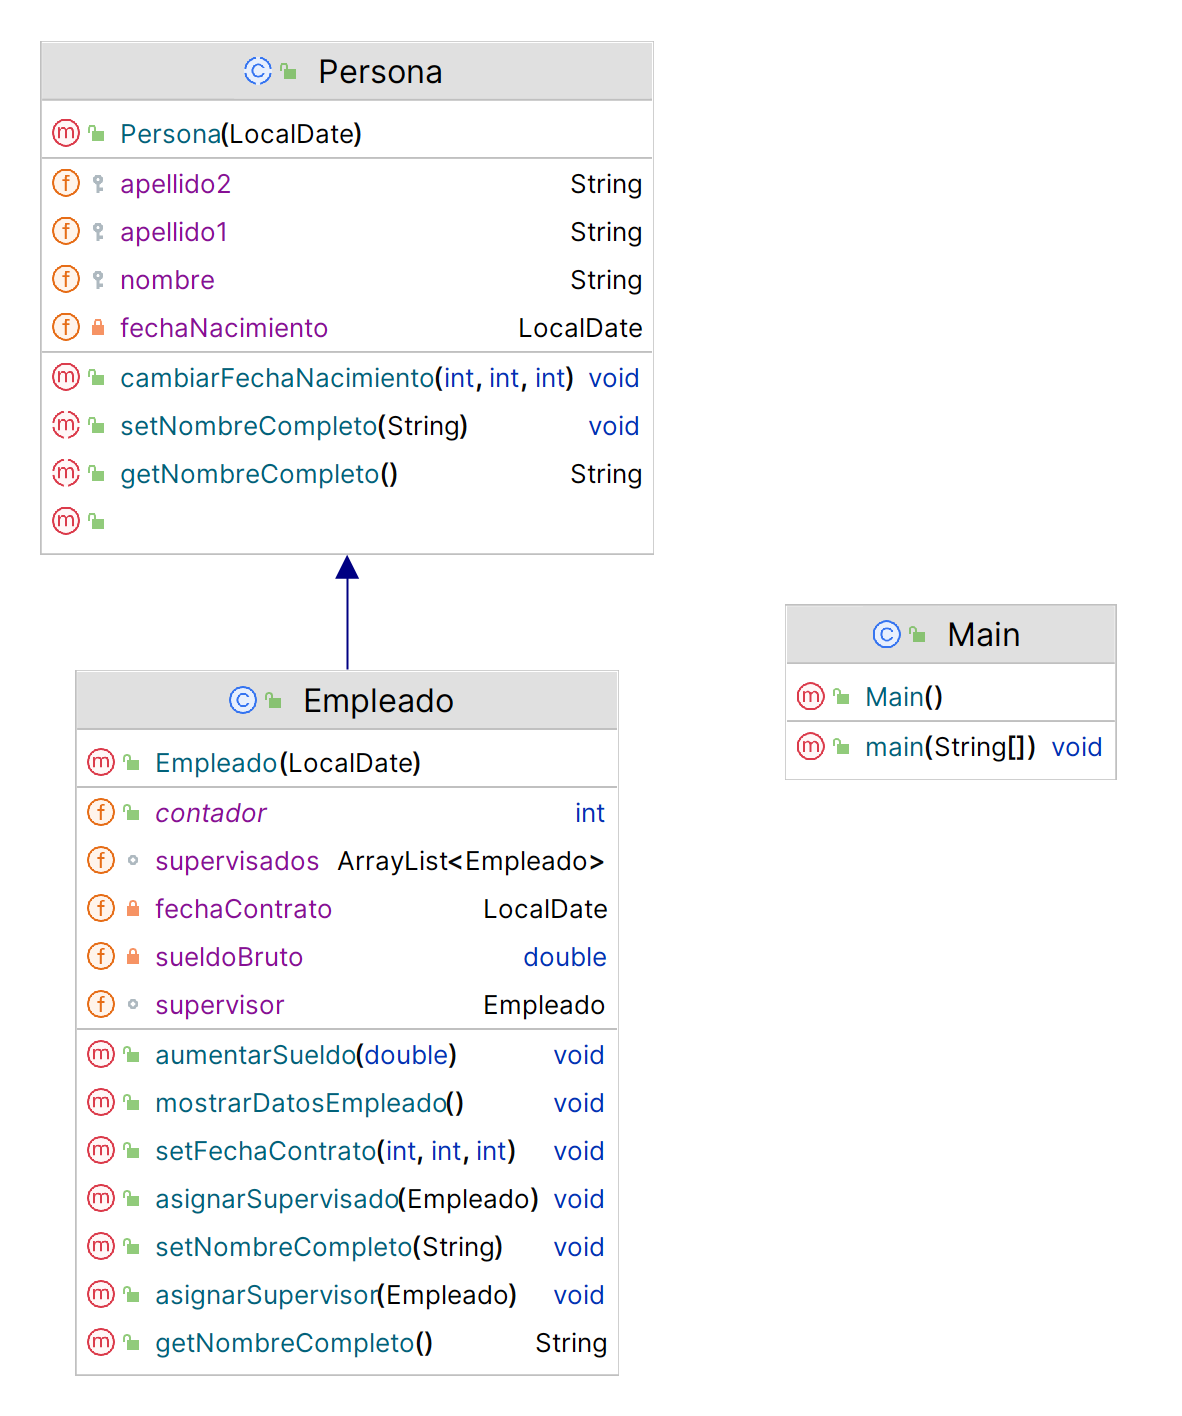 Persona
Persona(LocalDate)
apellido2 String
apellido1 String
nombre String
fechaNacimiento LocalDate
cambiarFechaNacimiento(int, int, int) void
setNombreCompleto(String) void
getNombreCompleto() String
Empleado
Empleado(LocalDate)
contador int
supervisados ArrayList<Empleado>
fechaContrato LocalDate
sueldoBruto double
supervisor Empleado
aumentarSueldo(double) void
mostrarDatosEmpleado() void
setFechaContrato(int, int, int) void
asignarSupervisado(Empleado) void
setNombreCompleto(String) void
asignarSupervisor(Empleado) void
getNombreCompleto() String
Main
Main()
main(String[]) void